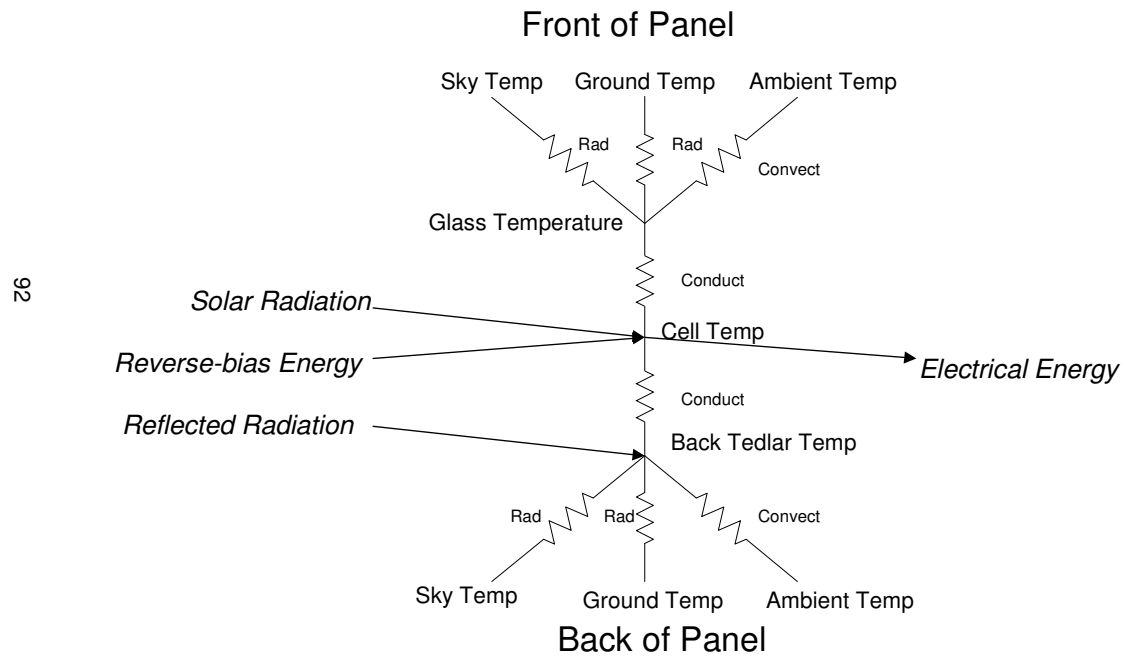 Front of Panel
Sky Temp
Ground Temp
Ambient Temp
Rad
Rad
Convect
Glass Temperature
Conduct
92
Solar Radiation
Cell Temp
Reverse-bias Energy
Electrical Energy
Conduct
Reflected Radiation
Back Tedlar Temp
Rad
Rad
Convect
Sky Temp
Ground Temp
Ambient Temp
Back of Panel